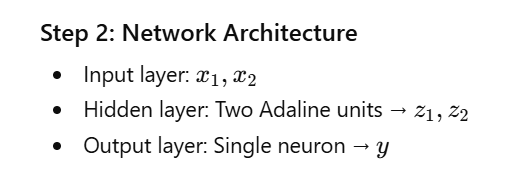 Step 2: Network Architecture
• Input layer: x₁, x₂
• Hidden layer: Two Adaline units → z₁, z₂
• Output layer: Single neuron → y